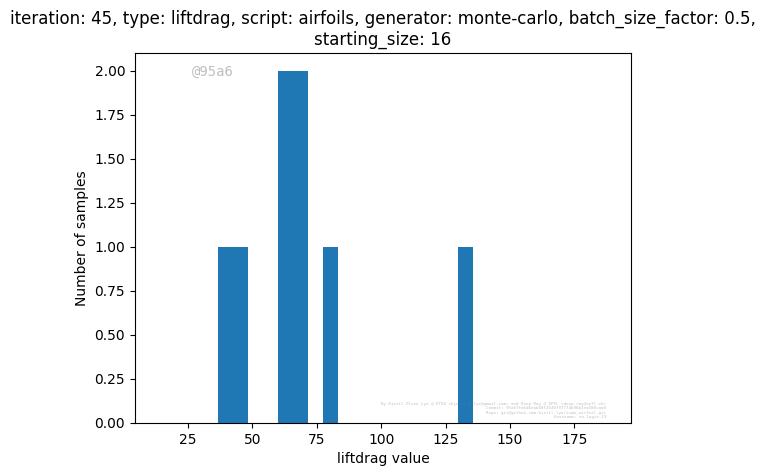 iteration: 45, type: liftdrag, script: airfoils, generator: monte-carlo, batch_size_factor: 0.5,
starting_size: 16
@95a6
2.00
1.75
1.50
1.25
1.00
0.75
0.50
0.25
0.00
Number of samples
25 50 75 100 125 150 175
liftdrag value